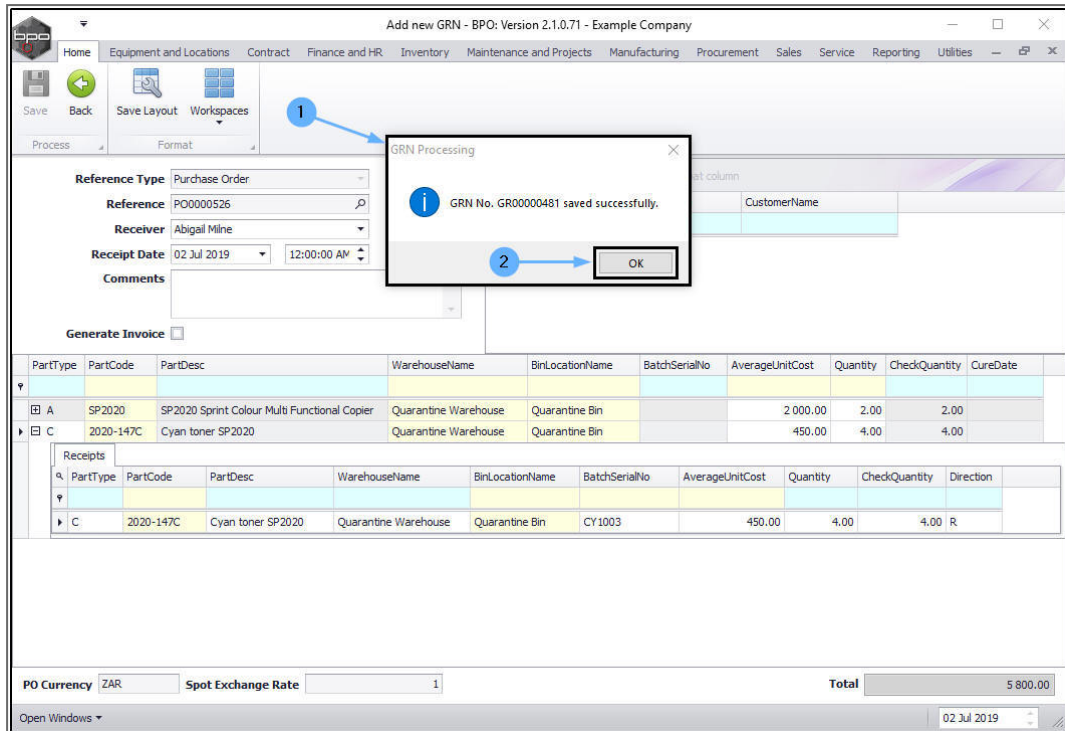 bpo
Add new GRN - BPO: Version 2.1.0.71 - Example Company
Home Equipment and Locations Contract Finance and HR Inventory Maintenance and Projects Manufacturing Procurement Sales Service Reporting Utilities
Save Back Save Layout Workspaces
Process Format
1
GRN Processing
GRN No. GR00000481 saved successfully.
2
OK
Reference Type Purchase Order
Reference PO0000526
Receiver Abigail Milne
Receipt Date 02 Jul 2019 12:00:00 AM
Comments
Generate Invoice
column
CustomerName
PartType PartCode PartDesc WarehouseName BinLocationName BatchSerialNo AverageUnitCost Quantity CheckQuantity CureDate
A SP2020 SP2020 Sprint Colour Multi Functional Copier Quarantine Warehouse Quarantine Bin 2 000.00 2.00 2.00
C 2020-147C Cyan toner SP2020 Quarantine Warehouse Quarantine Bin 450.00 4.00 4.00
Receipts
PartType PartCode PartDesc WarehouseName BinLocationName BatchSerialNo AverageUnitCost Quantity CheckQuantity Direction
C 2020-147C Cyan toner SP2020 Quarantine Warehouse Quarantine Bin CY1003 450.00 4.00 4.00 R
PO Currency ZAR Spot Exchange Rate 1 Total 5 800.00
Open Windows 02 Jul 2019